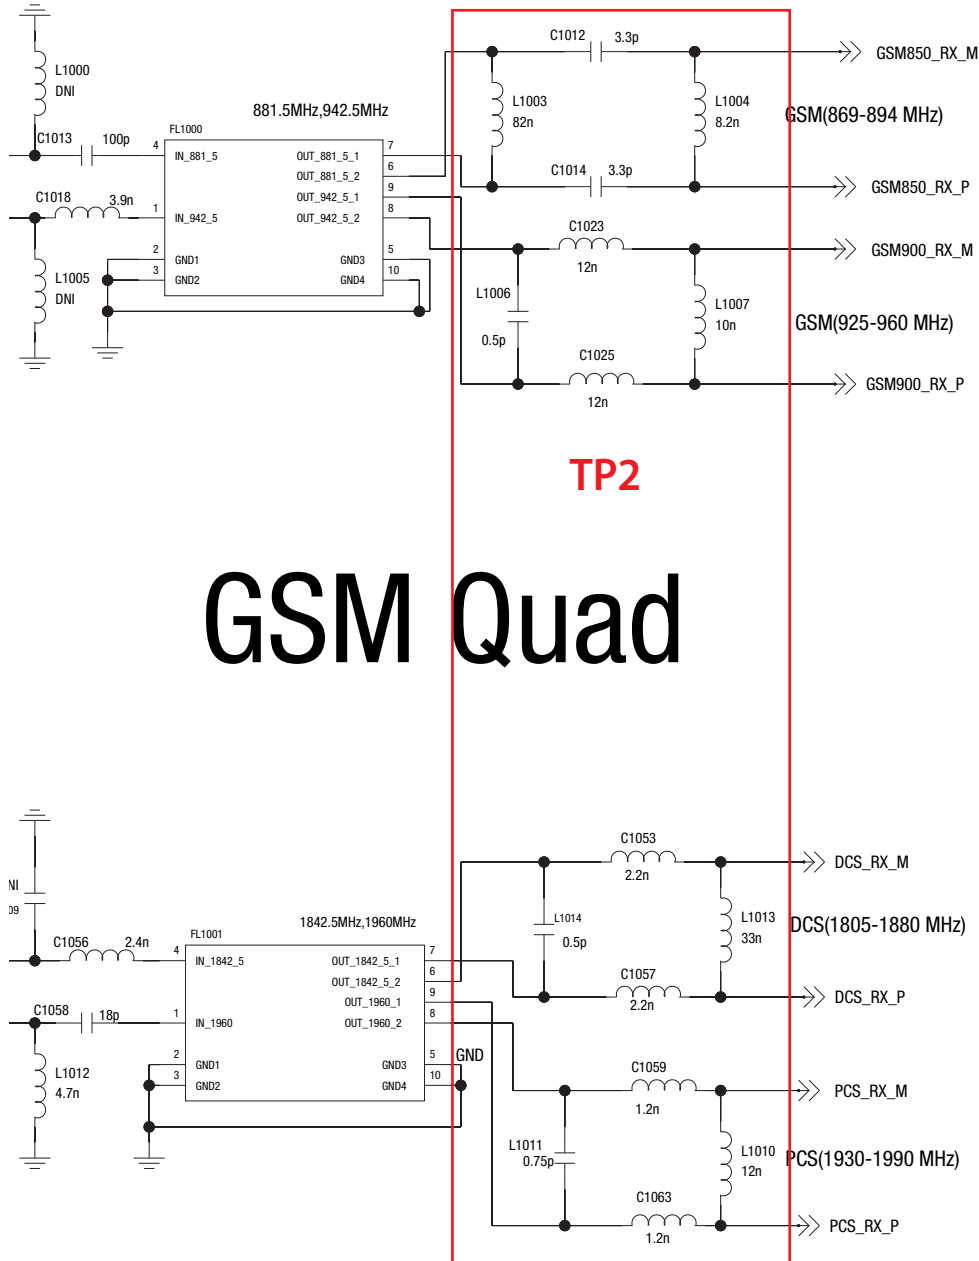 C1012 3.3p
GSM850_RX_M
L1000
DNI
L1003
82n
L1004
8.2n
881.5MHz,942.5MHz
GSM(869-894 MHz)
C1013 100p
FL1000
4 IN_881_5 OUT_881_5_1 7
OUT_881_5_2 6
C1014 3.3p
GSM850_RX_P
C1018 3.9n
OUT_942_5_1 9
1 IN_942_5 OUT_942_5_2 8
C1023
12n
GSM900_RX_M
2 GND1 GND3 5
3 GND2 GND4 10
L1005
DNI
L1006
0.5p
L1007
10n
GSM(925-960 MHz)
C1025
12n
GSM900_RX_P
TP2
GSM Quad
C1053
2.2n
DCS_RX_M
NI
09
L1014
0.5p
L1013
33n
DCS(1805-1880 MHz)
1842.5MHz,1960MHz
C1056 2.4n
FL1001
4 IN_1842_5 OUT_1842_5_1 7
OUT_1842_5_2 6
C1057
2.2n
DCS_RX_P
OUT_1960_1 9
C1058 18p
1 IN_1960 OUT_1960_2 8
2 GND1 GND3 5 GND
3 GND2 GND4 10
L1012
4.7n
C1059
1.2n
PCS_RX_M
L1011
0.75p
L1010
12n
PCS(1930-1990 MHz)
C1063
1.2n
PCS_RX_P